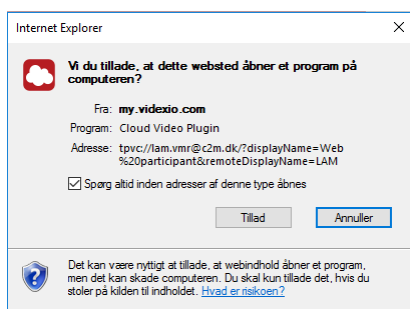 Internet Explorer
Vi du tillade, at dette websted åbner et program på
computeren?
Fra: my.videxio.com
Program: Cloud Video Plugin
Adresse: tpvc://lam.vmr@c2m.dk/?displayName=Web
%20participant&remoteDisplayName=LAM
Spørg altid inden adresser af denne type åbnes
Tillad Annuller
Det kan være nyttigt at tillade, at webindhold åbner et program,
men det kan skade computeren. Du skal kun tillade det, hvis du
stoler på kilden til indholdet. Hvad er risikoen?